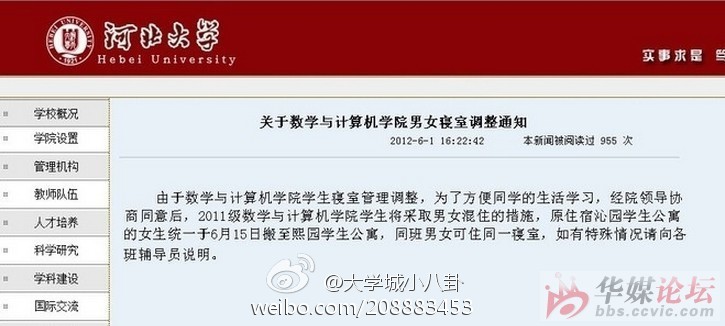 河北大学
Hebei University
1921
实事求是
学校概况
学院设置
管理机构
教师队伍
人才培养
科学研究
学科建设
国际交流
关于数学与计算机学院男女寝室调整通知
2012-6-1 16:22:42 本新闻被阅读过 955 次
由于数学与计算机学院学生寝室管理调整，为了方便同学的生活学习，经院领导协
商同意后，2011级数学与计算机学院学生将采取男女混住的措施，原住宿沁园学生公寓
的女生统一于6月15日搬至熙园学生公寓，同班男女可住同一寝室，如有特殊情况请向各
班辅导员说明。
@大学城小八卦
weibo.com/208883453
华媒论坛
bbs.ccvic.com